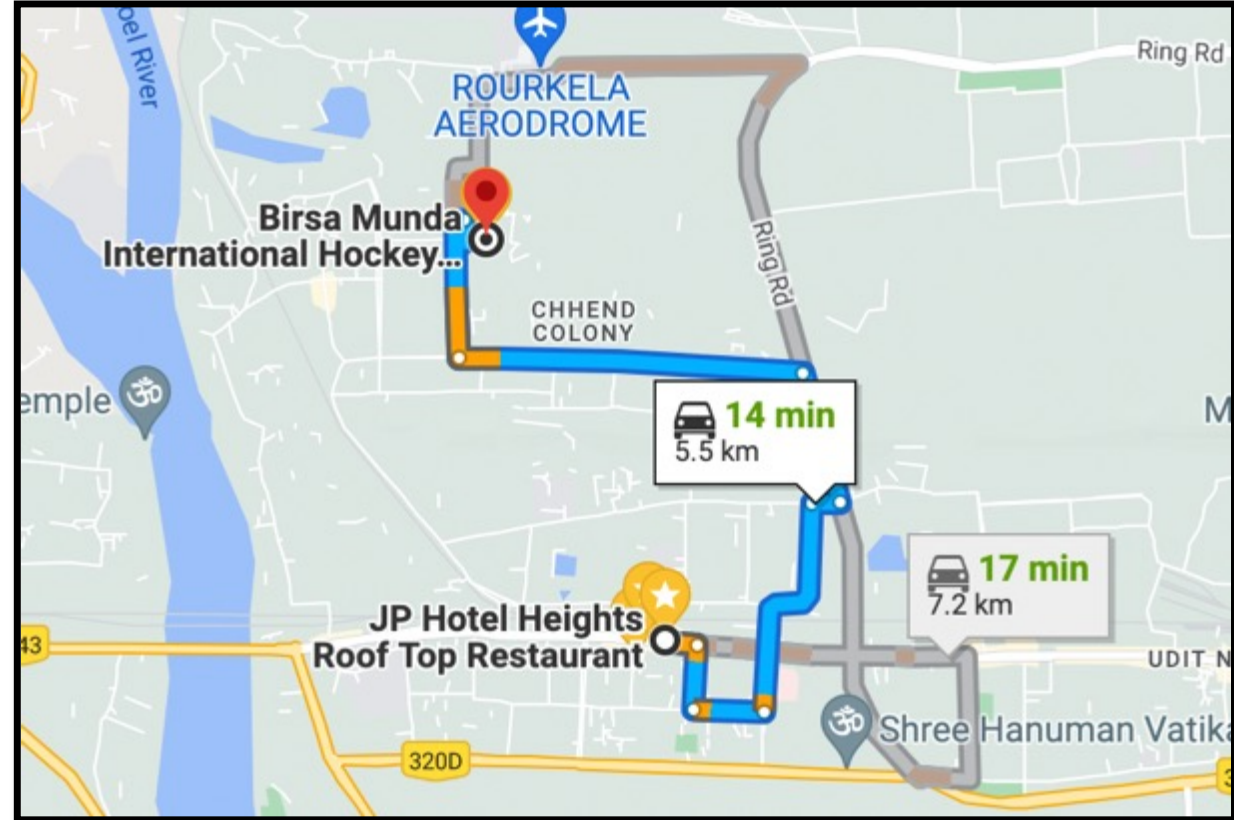 oel River
Ring Rd
ROURKELA
AERODROME
Birsa Munda
International Hockey...
Ring Rd
CHHEND
COLONY
emple
ॐ
14 min
5.5 km
M
17 min
7.2 km
JP Hotel Heights
Roof Top Restaurant
43
UDIT N
ॐ
Shree Hanuman Vatika
320D
3